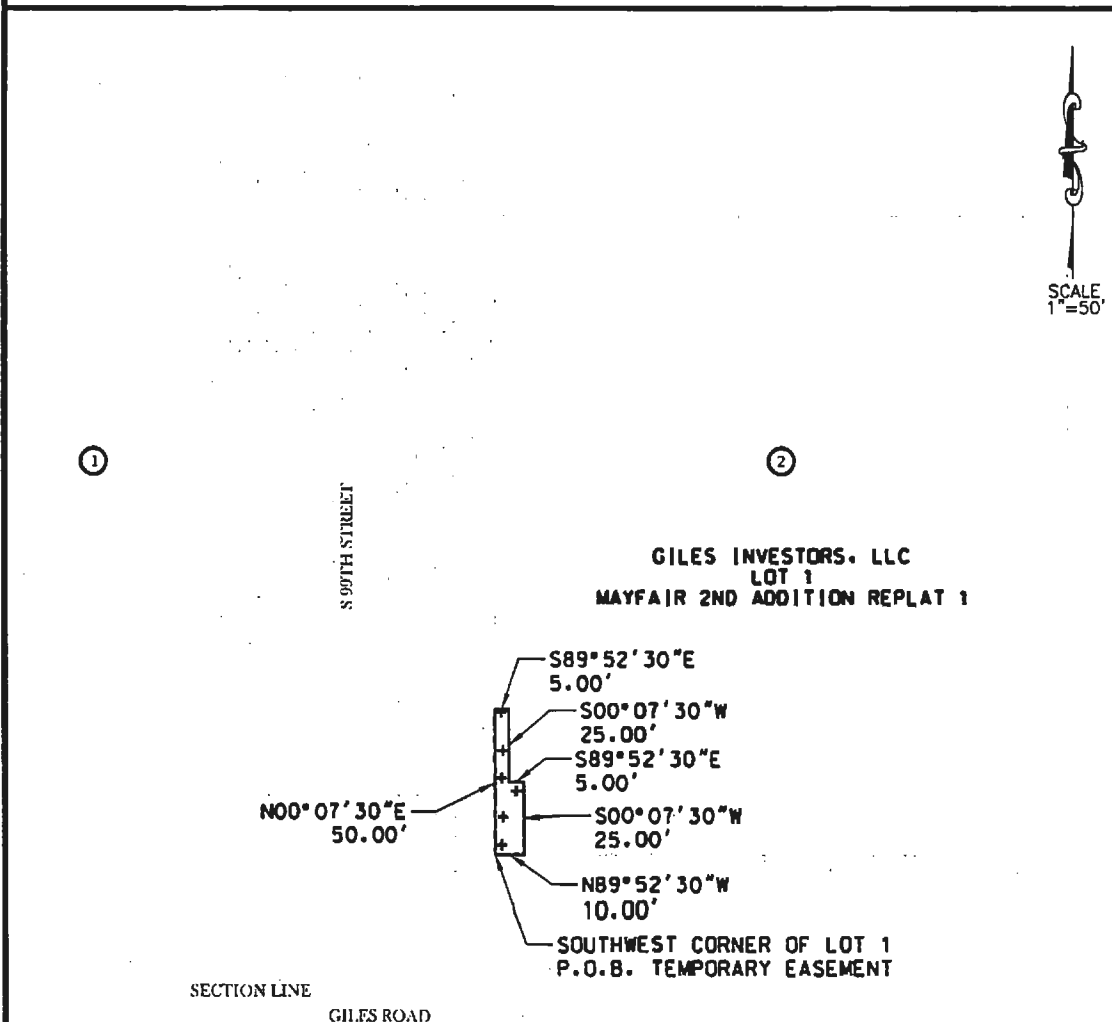 SCALE
1"=50'
1
2
S 99TH STREET
GILES INVESTORS, LLC
LOT 1
MAYFAIR 2ND ADDITION REPLAT 1
S89°52'30"E
5.00'
S00°07'30"W
25.00'
S89°52'30"E
5.00'
N00°07'30"E
50.00'
S00°07'30"W
25.00'
N89°52'30"W
10.00'
SOUTHWEST CORNER OF LOT 1
P.O.B. TEMPORARY EASEMENT
SECTION LINE
GILES ROAD